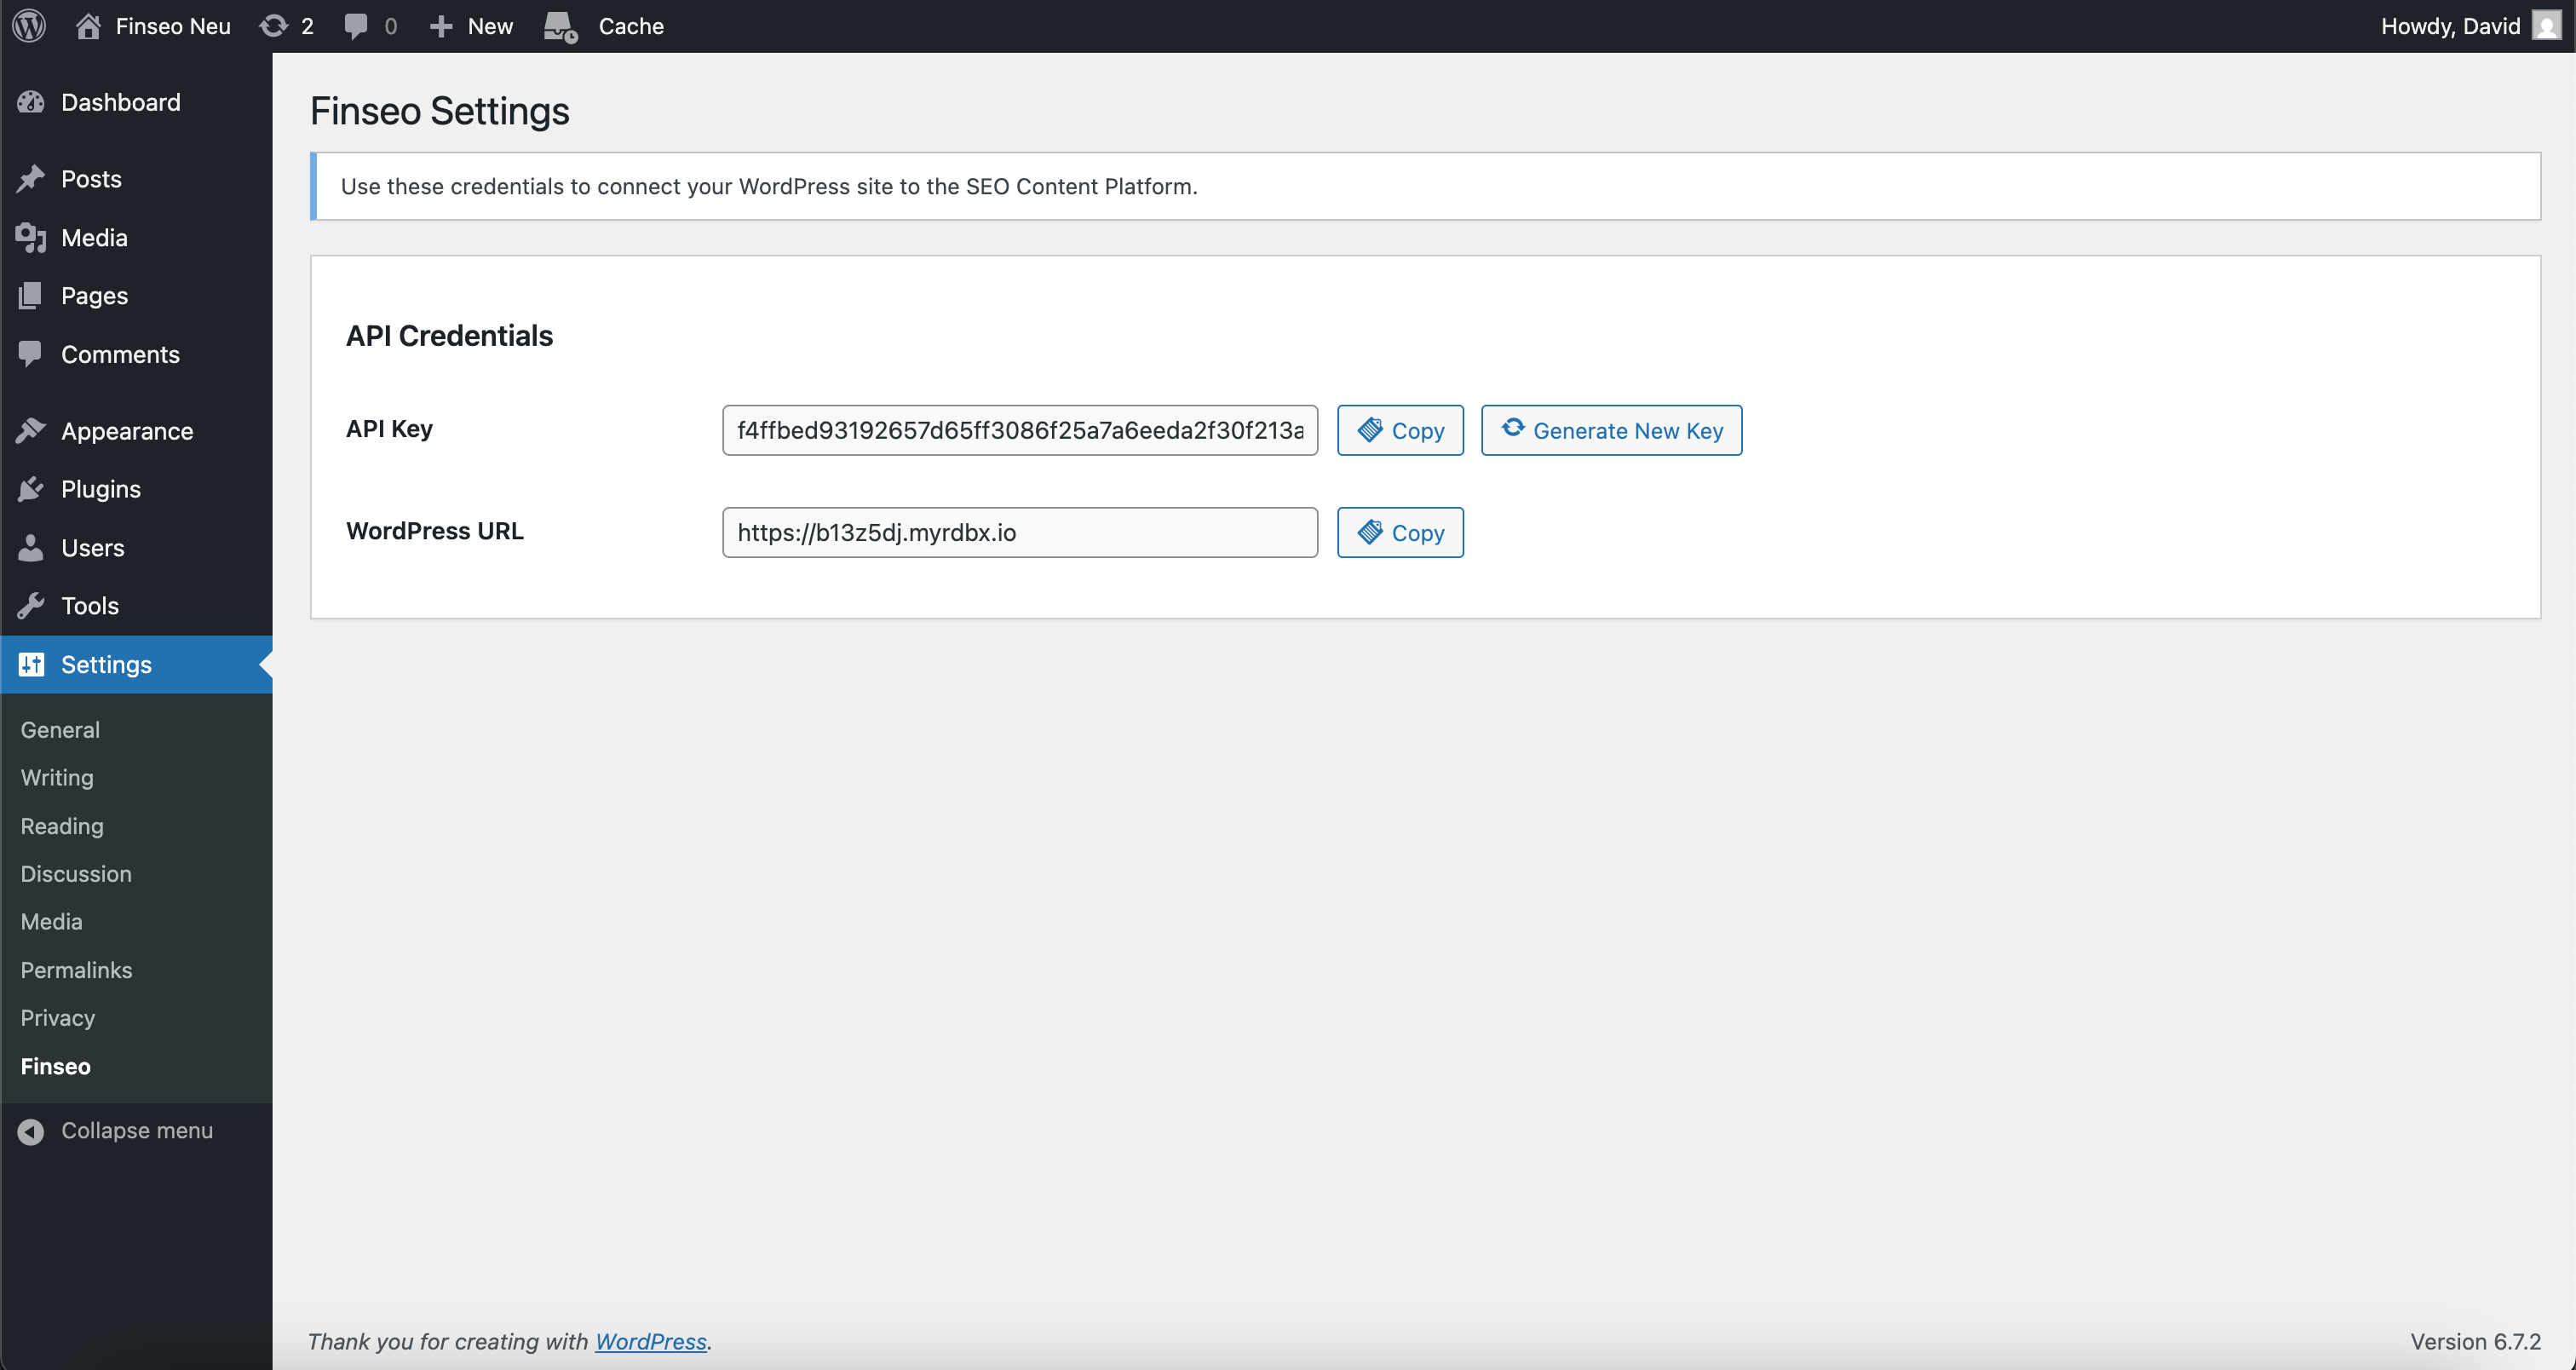 Finseo Neu 2 0 New Cache Howdy, David
Dashboard
Posts
Media
Pages
Comments
Appearance
Plugins
Users
Tools
Settings
General
Writing
Reading
Discussion
Media
Permalinks
Privacy
Finseo
Collapse menu
Finseo Settings
Use these credentials to connect your WordPress site to the SEO Content Platform.
API Credentials
API Key f4ffbed93192657d65ff3086f25a7a6eeda2f30f213a Copy Generate New Key
WordPress URL https://b13z5dj.myrdbx.io Copy
Thank you for creating with WordPress. Version 6.7.2